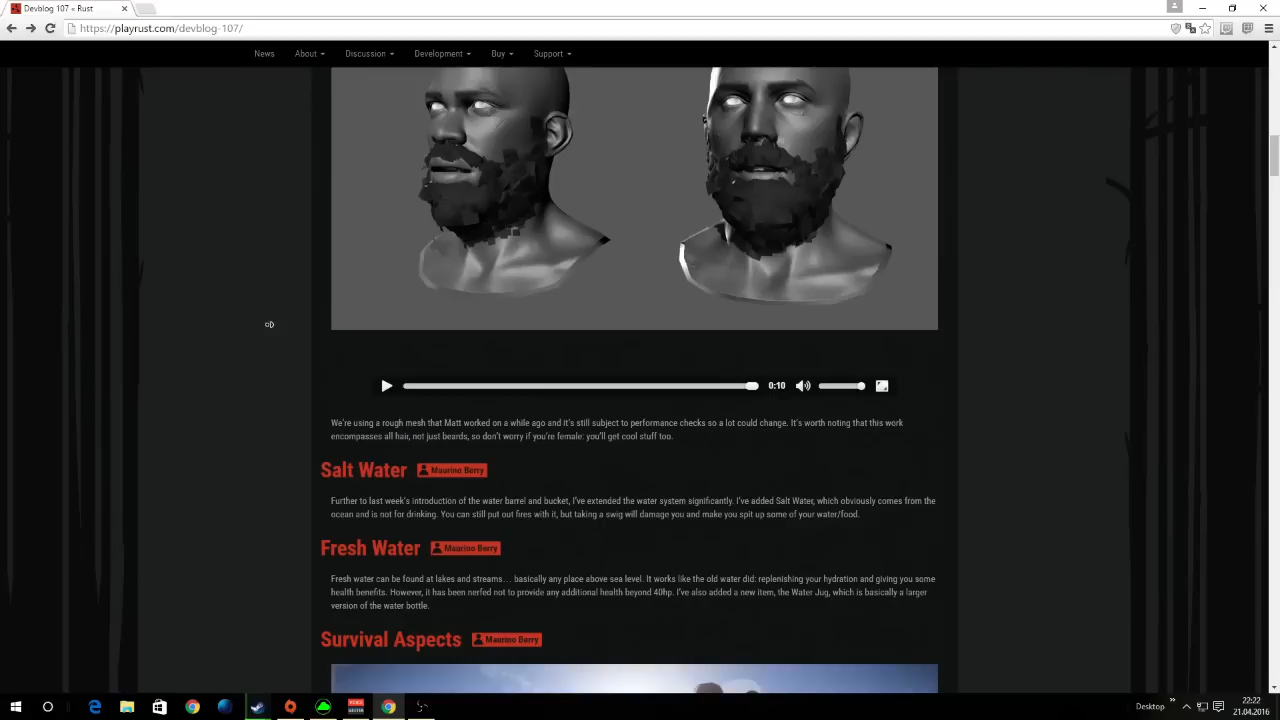 Devblog 107 « Rust
https://playrust.com/devblog-107/
News About Discussion Development Buy Support
0:10
We're using a rough mesh that Matt worked on a while ago and it's still subject to performance checks so a lot could change. It's worth noting that this work
encompasses all hair, not just beards, so don't worry if you're female: you'll get cool stuff too.
Salt Water Maurino Berry
Further to last week's introduction of the water barrel and bucket, I've extended the water system significantly. I've added Salt Water, which obviously comes from the
ocean and is not for drinking. You can still put out fires with it, but taking a swig will damage you and make you spit up some of your water/food.
Fresh Water Maurino Berry
Fresh water can be found at lakes and streams… basically any place above sea level. It works like the old water did: replenishing your hydration and giving you some
health benefits. However, it has been nerfed not to provide any additional health beyond 40hp. I've also added a new item, the Water Jug, which is basically a larger
version of the water bottle.
Survival Aspects Maurino Berry
Desktop
22:22
21.04.2016